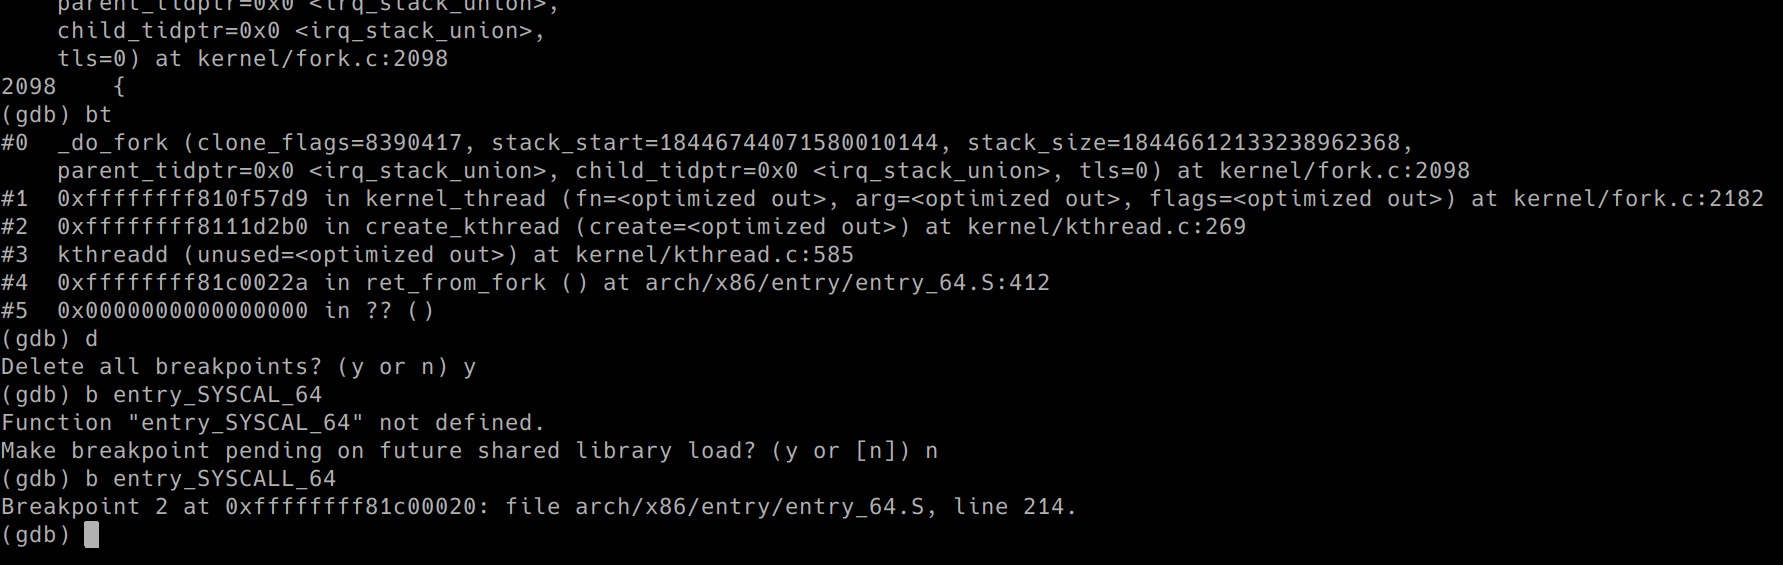 parent_tidptr=0x0 <irq_stack_union>,
child_tidptr=0x0 <irq_stack_union>,
tls=0) at kernel/fork.c:2098
2098    {
(gdb) bt
#0  _do_fork (clone_flags=8390417, stack_start=18446744071580010144, stack_size=18446612133238962368,
parent_tidptr=0x0 <irq_stack_union>, child_tidptr=0x0 <irq_stack_union>, tls=0) at kernel/fork.c:2098
#1  0xffffffff810f57d9 in kernel_thread (fn=<optimized out>, arg=<optimized out>, flags=<optimized out>) at kernel/fork.c:2182
#2  0xffffffff8111d2b0 in create_kthread (create=<optimized out>) at kernel/kthread.c:269
#3  kthreadd (unused=<optimized out>) at kernel/kthread.c:585
#4  0xffffffff81c0022a in ret_from_fork () at arch/x86/entry/entry_64.S:412
#5  0x0000000000000000 in ?? ()
(gdb) d
Delete all breakpoints? (y or n) y
(gdb) b entry_SYSCAL_64
Function "entry_SYSCAL_64" not defined.
Make breakpoint pending on future shared library load? (y or [n]) n
(gdb) b entry_SYSCALL_64
Breakpoint 2 at 0xffffffff81c00020: file arch/x86/entry/entry_64.S, line 214.
(gdb)